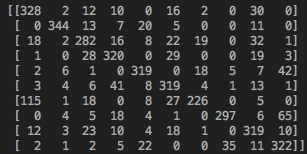 [[328 2 12 10 0 16 2 0 30 0]
[ 0 344 13 7 20 5 0 0 11 0]
[ 18 2 282 16 8 22 19 0 32 1]
[ 1 0 28 320 0 29 0 0 19 3]
[ 2 6 1 0 319 0 18 5 7 42]
[ 3 4 6 41 8 319 4 1 13 1]
[115 1 18 0 8 27 226 0 5 0]
[ 0 4 5 18 4 1 0 297 6 65]
[ 12 3 23 10 4 18 1 0 319 10]
[ 2 1 2 5 22 0 0 35 11 322]]